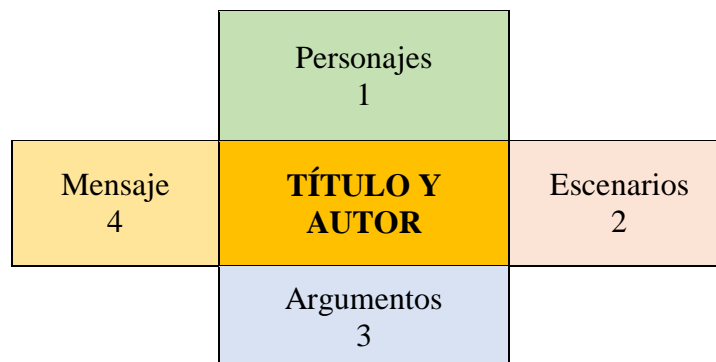 Personajes
1
Mensaje
4
TÍTULO Y
AUTOR
Escenarios
2
Argumentos
3